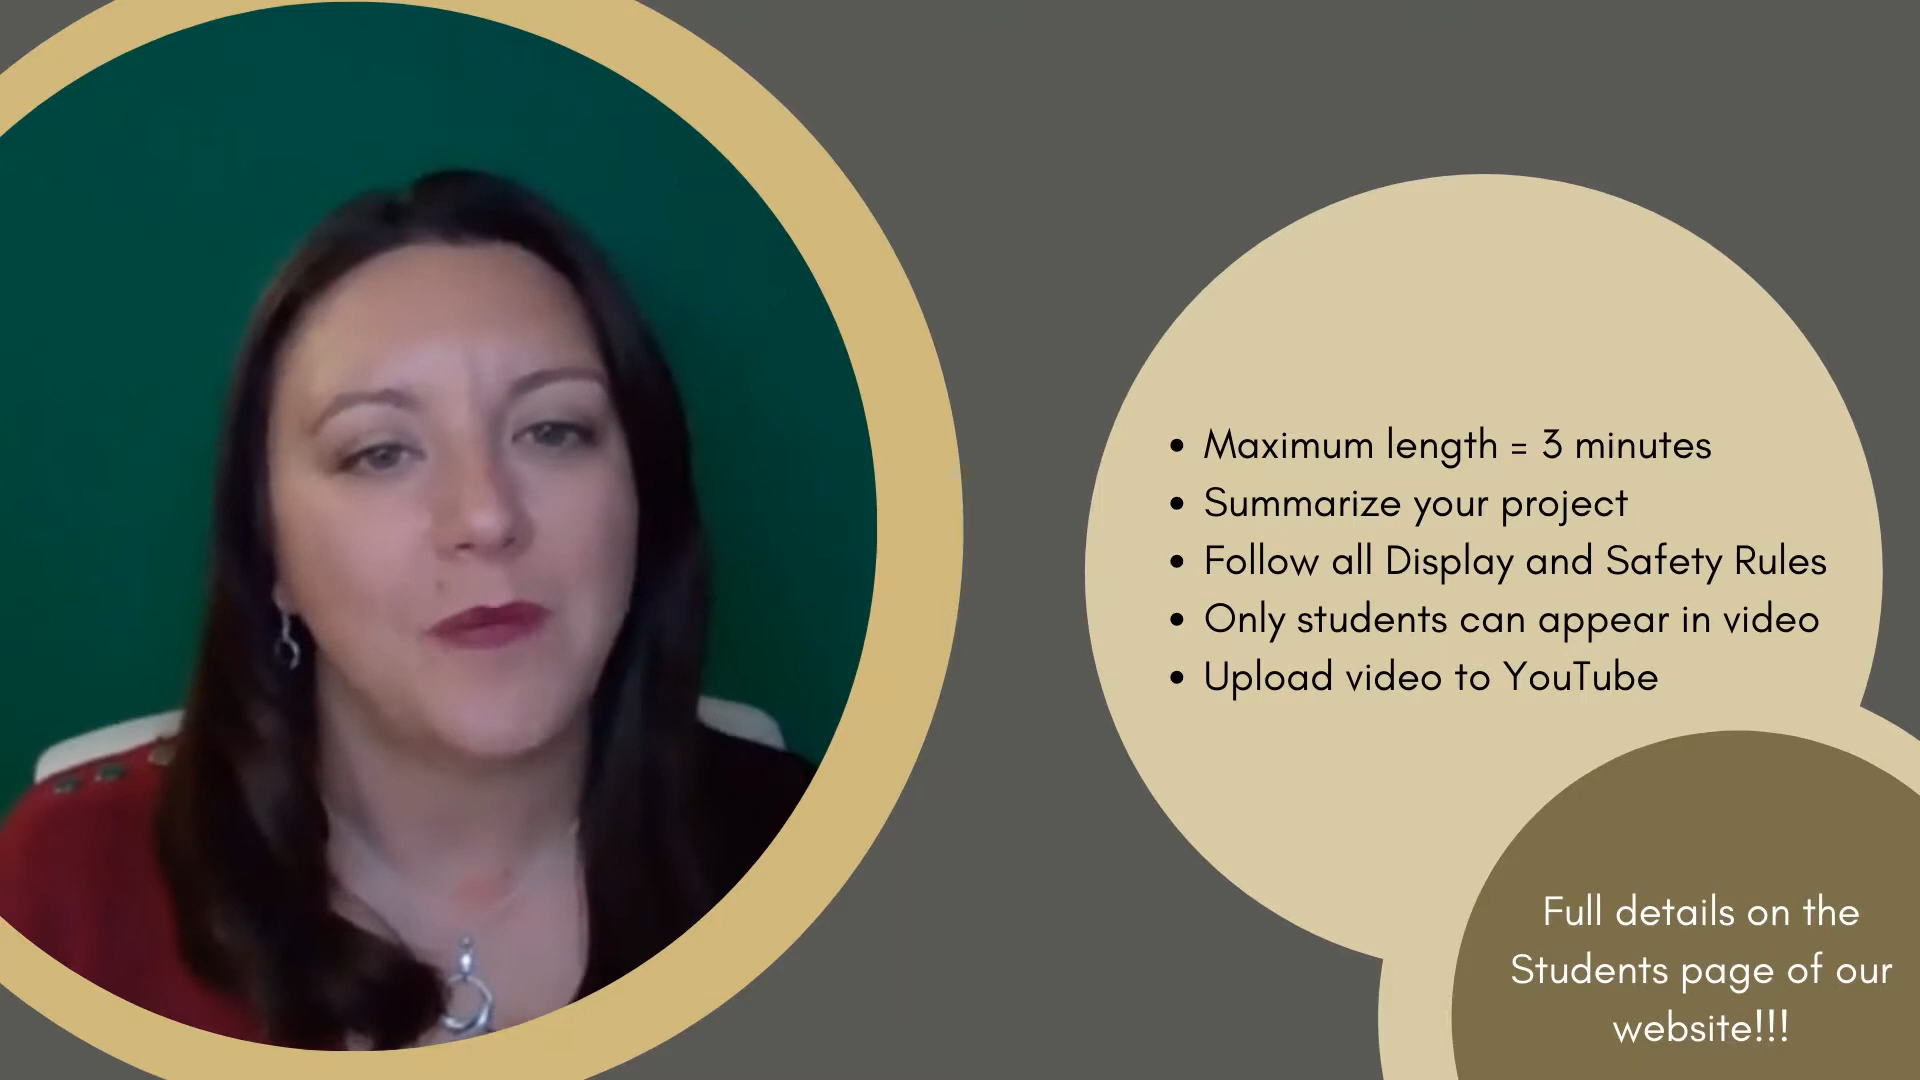 • Maximum length = 3 minutes
• Summarize your project
• Follow all Display and Safety Rules
• Only students can appear in video
• Upload video to YouTube
Full details on the
Students page of our
website!!!